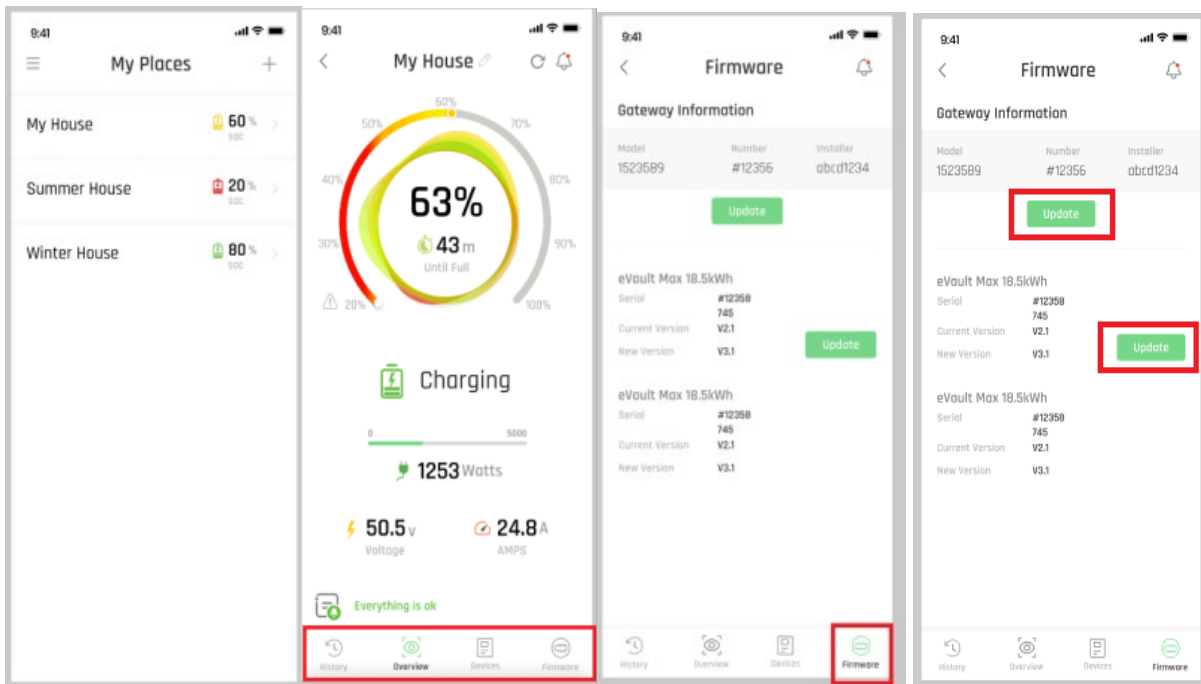 9:41
My Places
My House
60 %
SOC
Summer House
20 %
SOC
Winter House
80 %
SOC
9:41
My House
60%
50%
70%
40%
80%
30%
90%
20%
100%
63%
43 m
Until Full
Charging
0
5000
1253 Watts
50.5 V
Voltage
24.8 A
AMPS
Everything is ok
History
Overview
Devices
Firmware
9:41
Firmware
Gateway Information
Model
Number
Installer
1523589
#12356
abcd1234
Update
eVault Max 18.5kWh
Serial
#12358
745
Current Version
V2.1
New Version
V3.1
Update
eVault Max 18.5kWh
Serial
#12358
745
Current Version
V2.1
New Version
V3.1
History
Overview
Devices
Firmware
9:41
Firmware
Gateway Information
Model
Number
Installer
1523589
#12356
abcd1234
Update
eVault Max 18.5kWh
Serial
#12358
745
Current Version
V2.1
New Version
V3.1
Update
eVault Max 18.5kWh
Serial
#12358
745
Current Version
V2.1
New Version
V3.1
History
Overview
Devices
Firmware